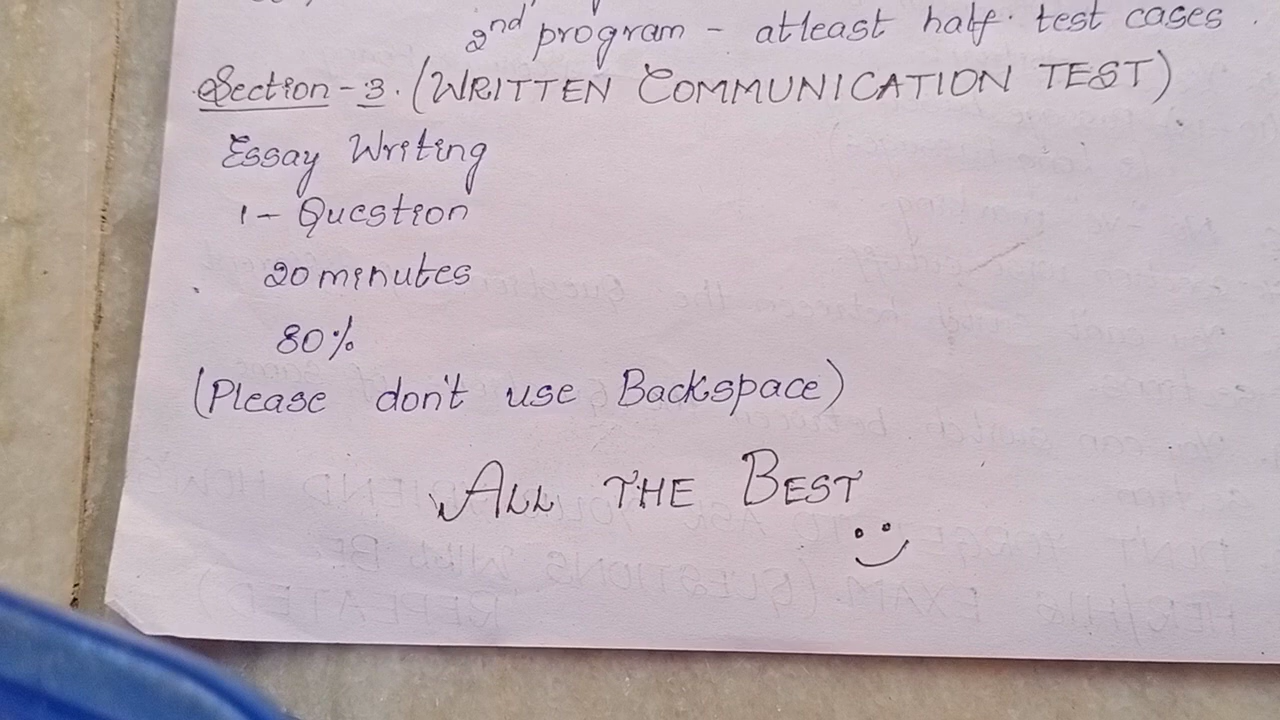 2nd program - atleast half test cases.
Section - 3. (WRITTEN COMMUNICATION TEST)
Essay Writing
1 - Question
20 minutes
80%
(Please don't use Backspace)
ALL THE BEST